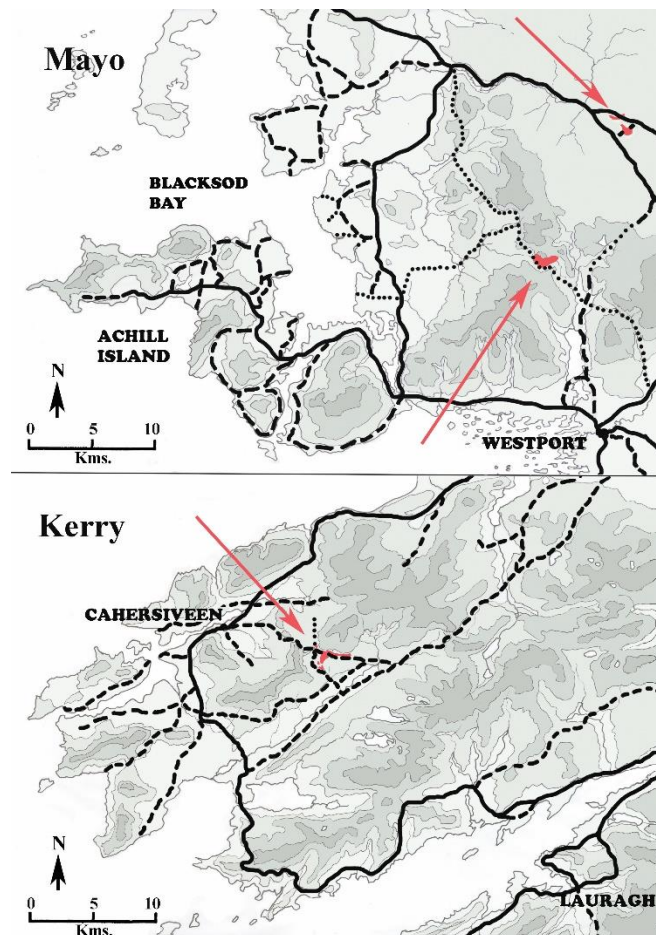 Mayo
BLACKSOD
BAY
ACHILL
ISLAND
N
0 5 10
Kms.
WESTPORT
Kerry
CAHERSIVEEN
N
0 5 10
Kms.
LAURAGH